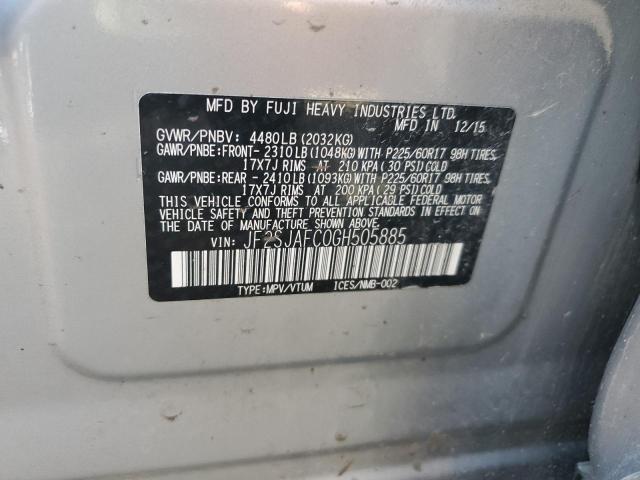 MFD BY FUJI HEAVY INDUSTRIES LTD.
MFD IN 12/15
GVWR/PNBV: 4480LB(2032KG)
GAWR/PNBE:FRONT-2310LB(1048KG)WITH P225/60R17 98H TIRES,
17X7J RIMS AT 210 KPA(30 PSI)COLD
GAWR/PNBE:REAR -2410LB(1093KG)WITH P225/60R17 98H TIRES,
17X7J RIMS AT 200 KPA(29 PSI)COLD
THIS VEHICLE CONFORMS TO ALL APPLICABLE FEDERAL MOTOR
VEHICLE SAFETY AND THEFT PREVENTION STANDARDS IN EFFECT ON
THE DATE OF MANUFACTURE SHOWN ABOVE.
VIN: JF2SJAFC0GH505885
TYPE:MPV/VTUM ICES/NMB-002